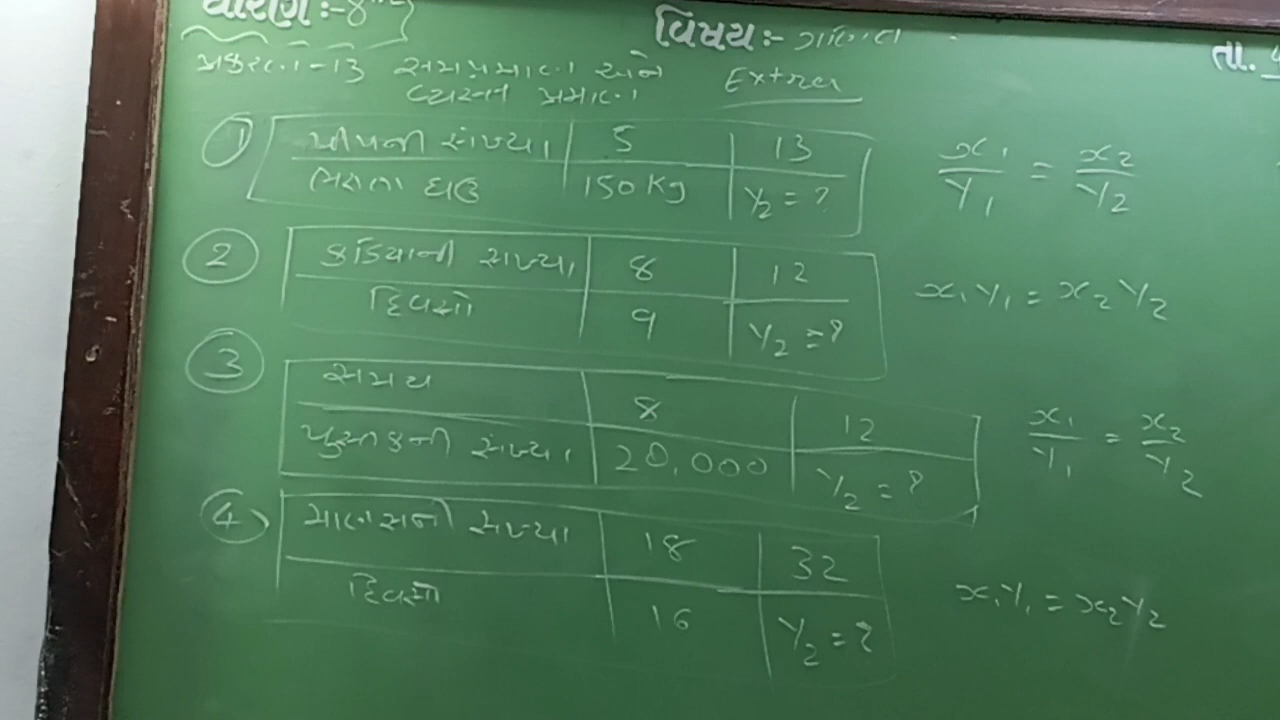 ધોરણ:-8
વિષય:- ગણિત
તા.
પ્રકરણ-13 સમપ્રમાણ અને
વ્યસ્ત પ્રમાણ
Extra
1 | સંખ્યા | 5 | 13
150 Kg | y₂ = ?
x₁/y₁ = x₂/y₂
2 | કડિયાની સંખ્યા | 8 | 12
દિવસો | 9 | y₂ = ?
x₁y₁ = x₂y₂
3 | સમય | 8 | 12
પુસ્તકની સંખ્યા | 20,000 | y₂ = ?
x₁/y₁ = x₂/y₂
4 | માણસની સંખ્યા | 18 | 32
દિવસો | 16 | y₂ = ?
x₁y₁ = x₂y₂